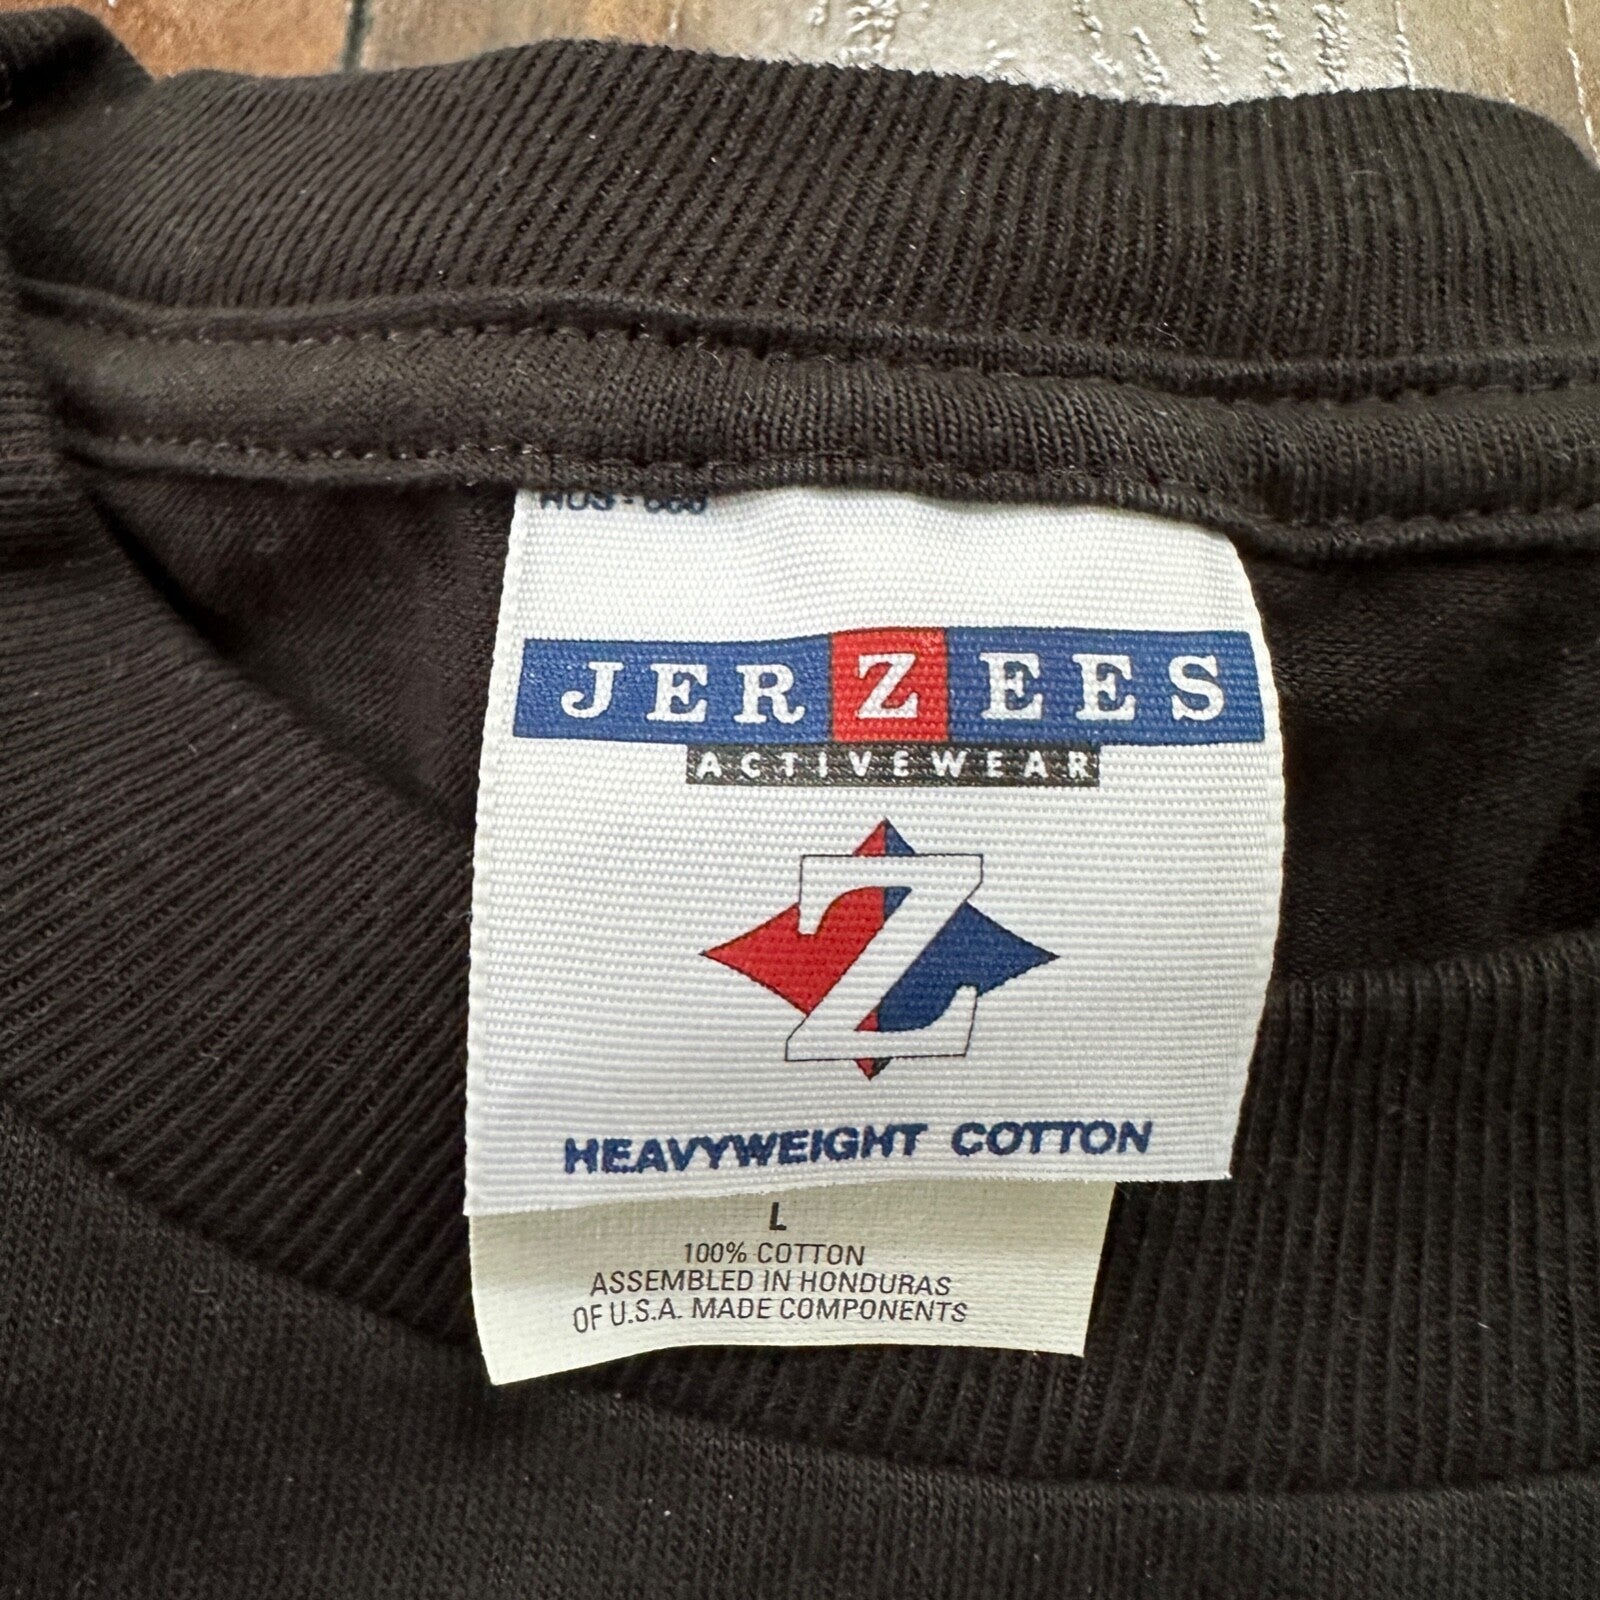 JERZEES
ACTIVEWEAR
Z
HEAVYWEIGHT COTTON
L
100% COTTON
ASSEMBLED IN HONDURAS
OF U.S.A. MADE COMPONENTS